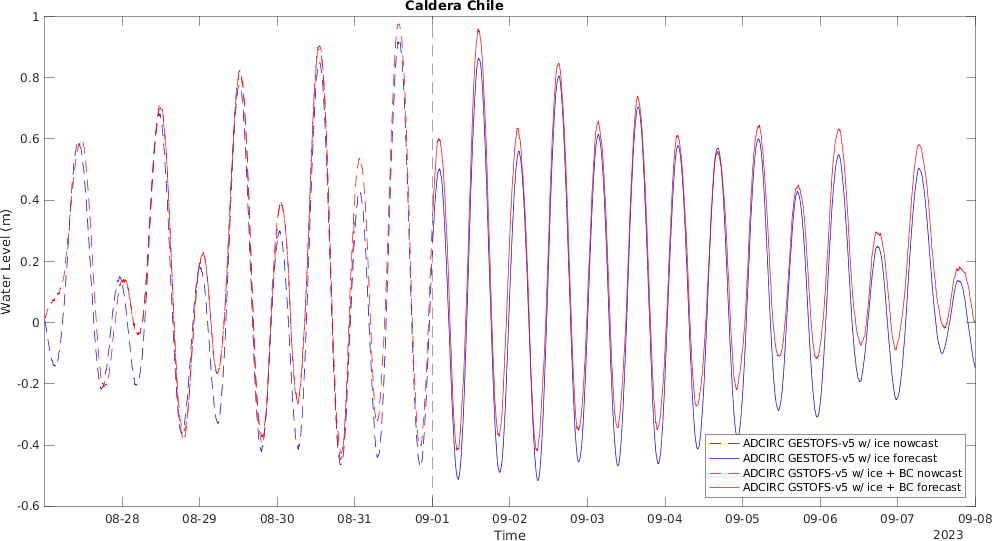 Caldera Chile
Water Level (m)
1
0.8
0.6
0.4
0.2
0
-0.2
-0.4
-0.6
ADCIRC GESTOFS-v5 w/ ice nowcast
ADCIRC GESTOFS-v5 w/ ice forecast
ADCIRC GSTOFS-v5 w/ ice + BC nowcast
ADCIRC GSTOFS-v5 w/ ice + BC forecast
08-28 08-29 08-30 08-31 09-01 09-02 09-03 09-04 09-05 09-06 09-07 09-08
Time
2023